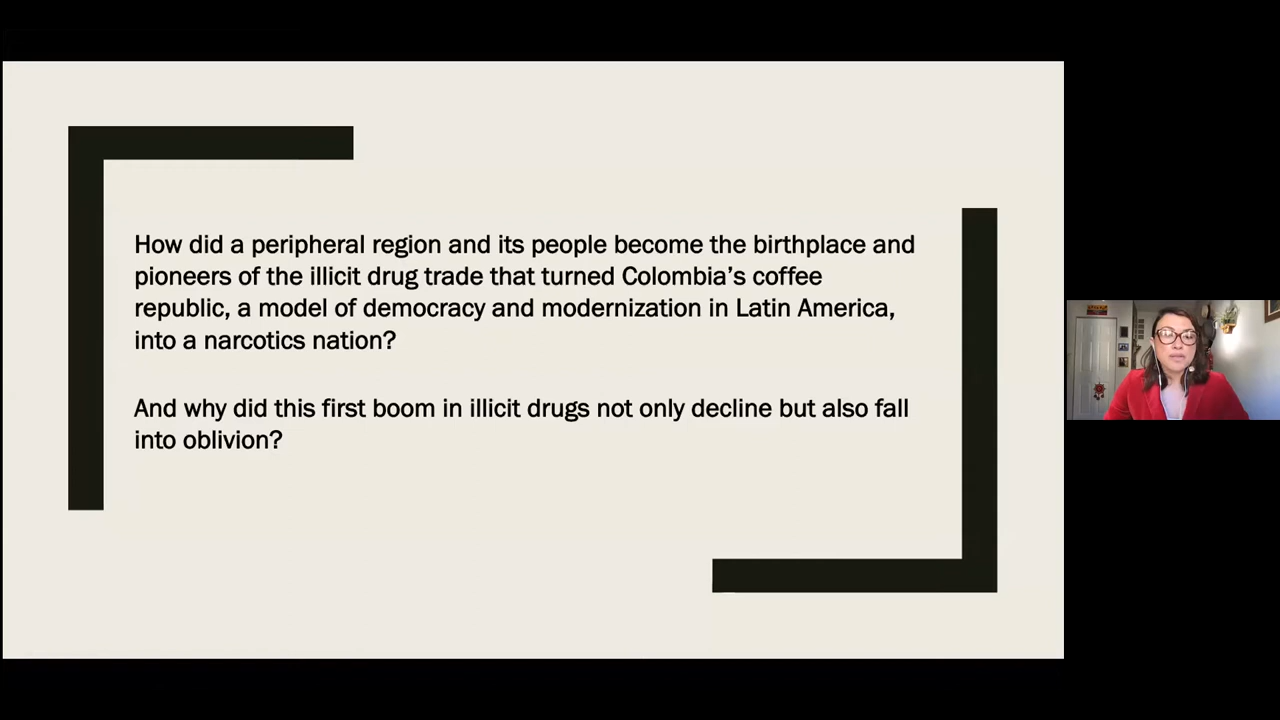 How did a peripheral region and its people become the birthplace and
pioneers of the illicit drug trade that turned Colombia’s coffee
republic, a model of democracy and modernization in Latin America,
into a narcotics nation?
And why did this first boom in illicit drugs not only decline but also fall
into oblivion?